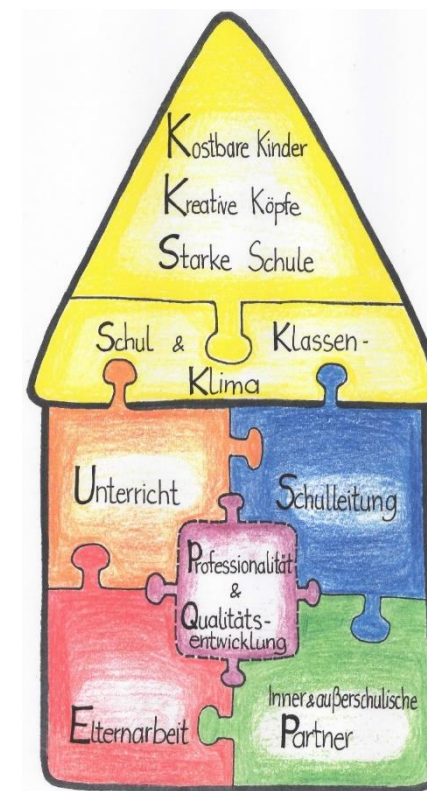 Kostbare Kinder
Kreative Köpfe
Starke Schule
Schul & Klassen-
Klima
Unterricht
Schulleitung
Professionalität
&
Qualitäts-
entwicklung
Elternarbeit
Inner & außerschulische
Partner